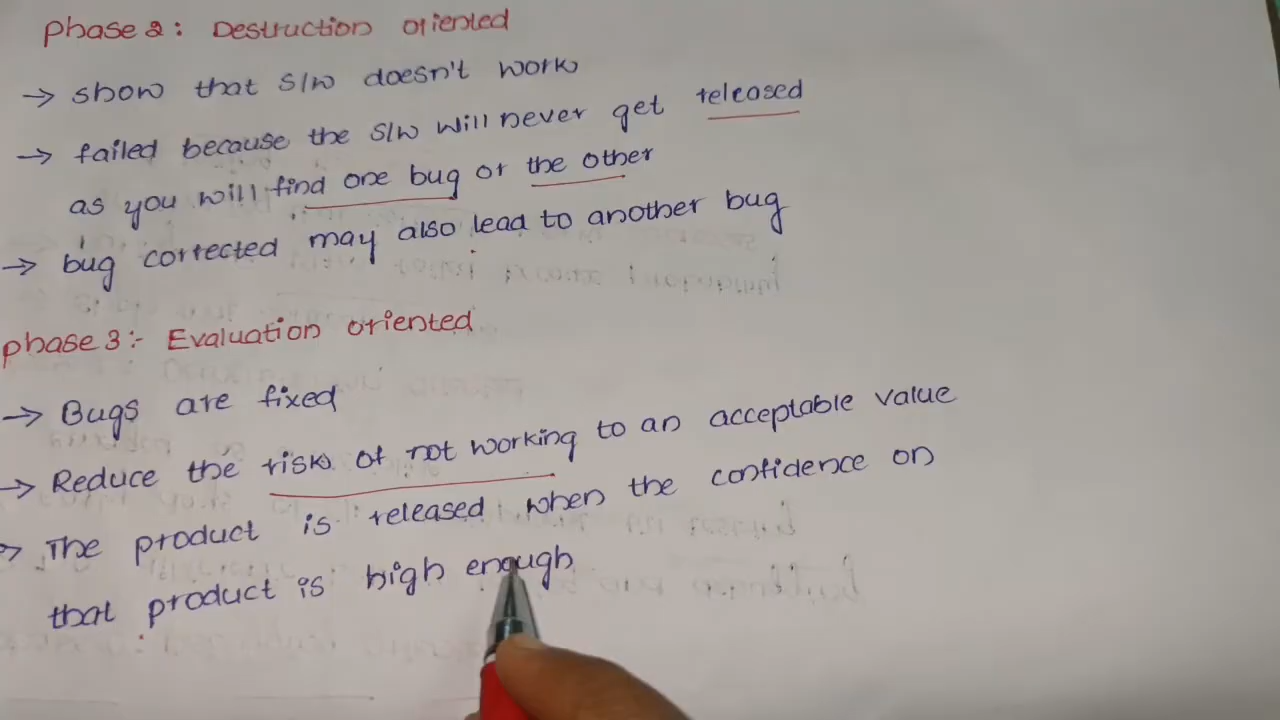 Phase 2: Destruction oriented
→ show that S/W doesn't work
→ failed because the S/W will never get released
as you will find one bug or the other
→ bug corrected may also lead to another bug
phase 3:- Evaluation oriented
→ Bugs are fixed
→ Reduce the risk of not working to an acceptable value
→ The product is released when the confidence on
that product is high enough